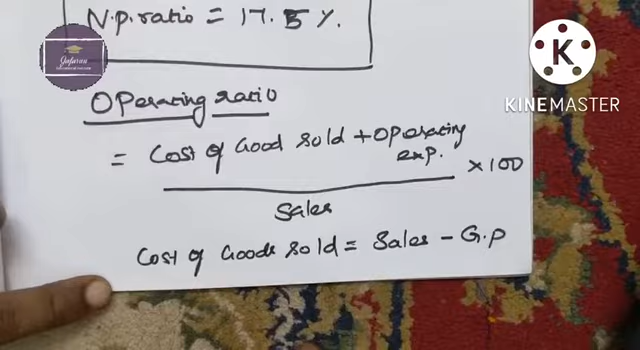 N.P. ratio = 17.5 %.
Operating ratio
= Cost of Good sold + Operating exp. × 100
Sales
Cost of Goods sold = Sales - G.P
K
KINEMASTER